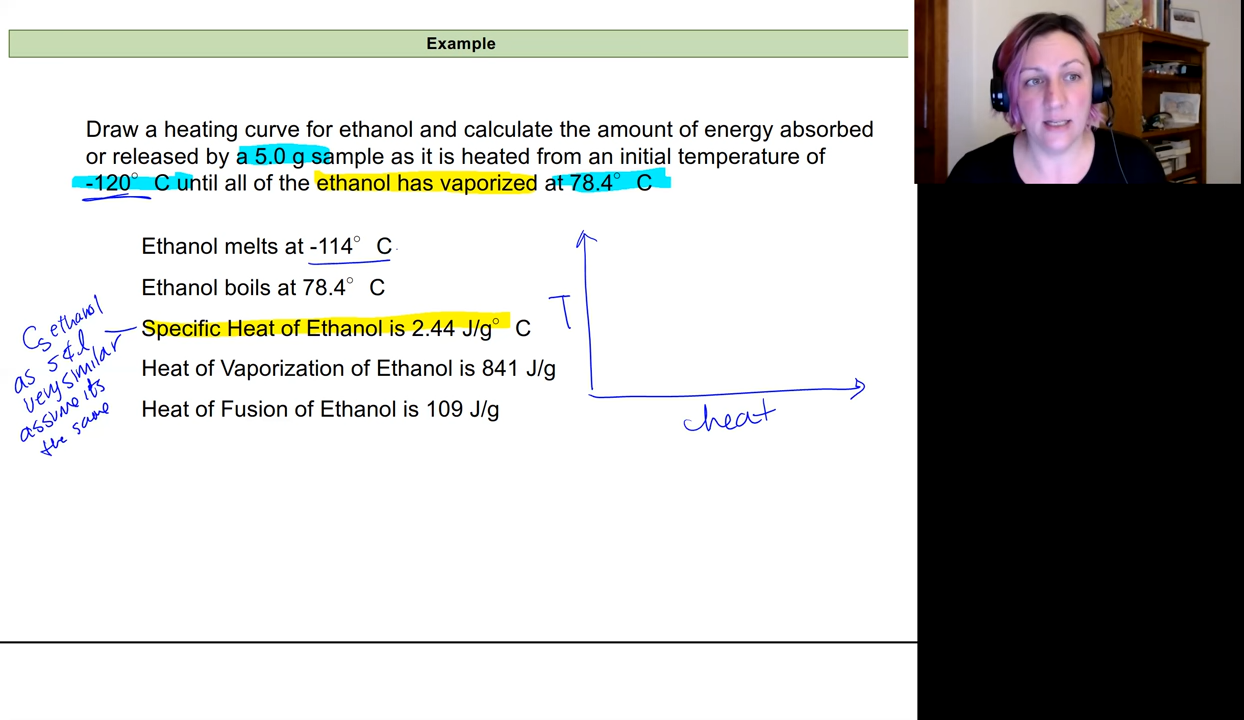 Example
Draw a heating curve for ethanol and calculate the amount of energy absorbed
or released by a 5.0 g sample as it is heated from an initial temperature of
-120° C until all of the ethanol has vaporized at 78.4° C
Ethanol melts at -114° C
Ethanol boils at 78.4° C
Specific Heat of Ethanol is 2.44 J/g° C
Heat of Vaporization of Ethanol is 841 J/g
Heat of Fusion of Ethanol is 109 J/g
Cs ethanol
as s & l
very similar
assume its
the same
T
heat